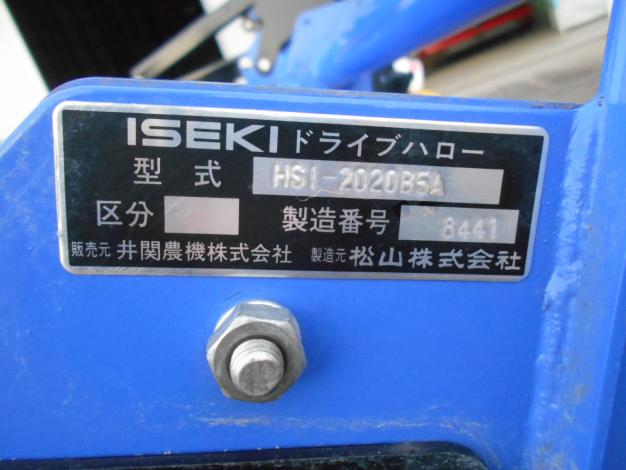 ISEKI ドライブハロー
型式 HSI-2020B5A
区分 製造番号 8441
販売元 井関農機株式会社 製造元 松山株式会社